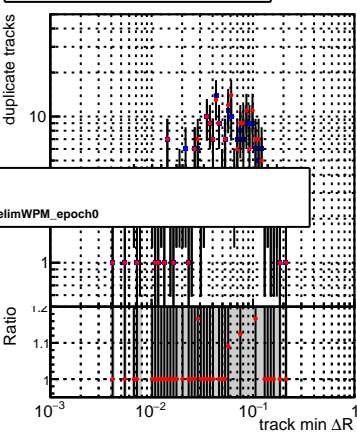 duplicate tracks
10
elimWPM_epoch0
1
Ratio
1.2
1.1
1
10⁻³ 10⁻² 10⁻¹ 1
track min ΔR